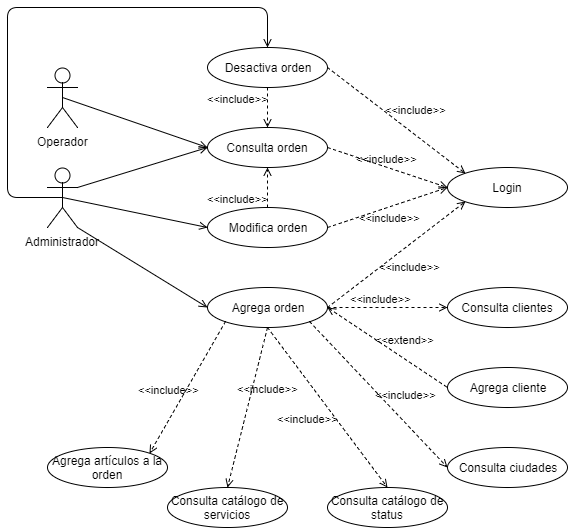 Desactiva orden
<<include>>
<<include>>
Operador
Consulta orden
<<include>>
Login
<<include>>
Modifica orden
<<include>>
Administrador
<<include>>
Agrega orden
<<include>>
Consulta clientes
<<extend>>
Agrega cliente
<<include>>
<<include>>
<<include>>
<<include>>
Agrega artículos a la
orden
Consulta ciudades
Consulta catálogo de
servicios
Consulta catálogo de
status